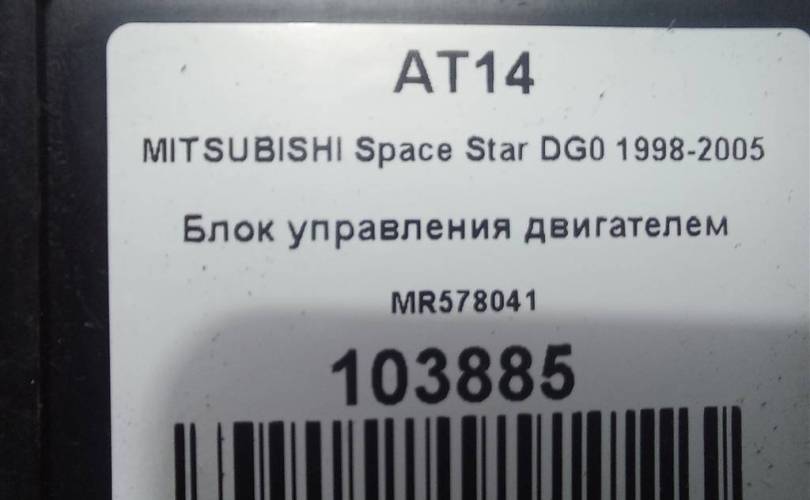 AT14
MITSUBISHI Space Star DG0 1998-2005
Блок управления двигателем
MR578041
103885